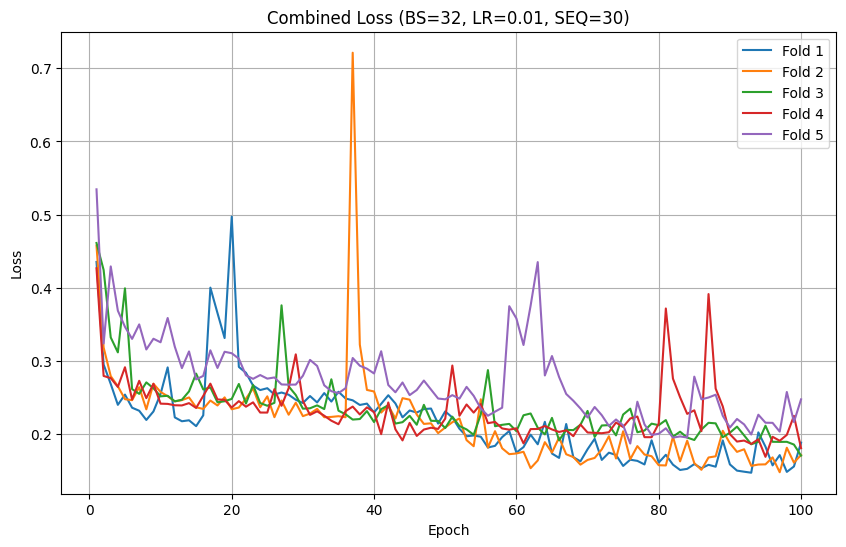 Combined Loss (BS=32, LR=0.01, SEQ=30)
Fold 1
Fold 2
Fold 3
Fold 4
Fold 5
0.7
0.6
0.5
0.4
0.3
0.2
Loss
0 20 40 60 80 100
Epoch